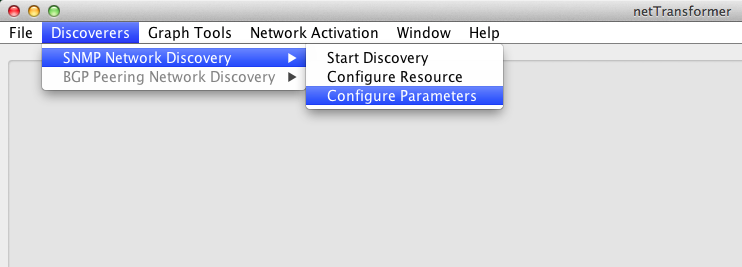 netTransformer
File Discoverers Graph Tools Network Activation Window Help
SNMP Network Discovery ▶ Start Discovery
BGP Peering Network Discovery ▶ Configure Resource
Configure Parameters